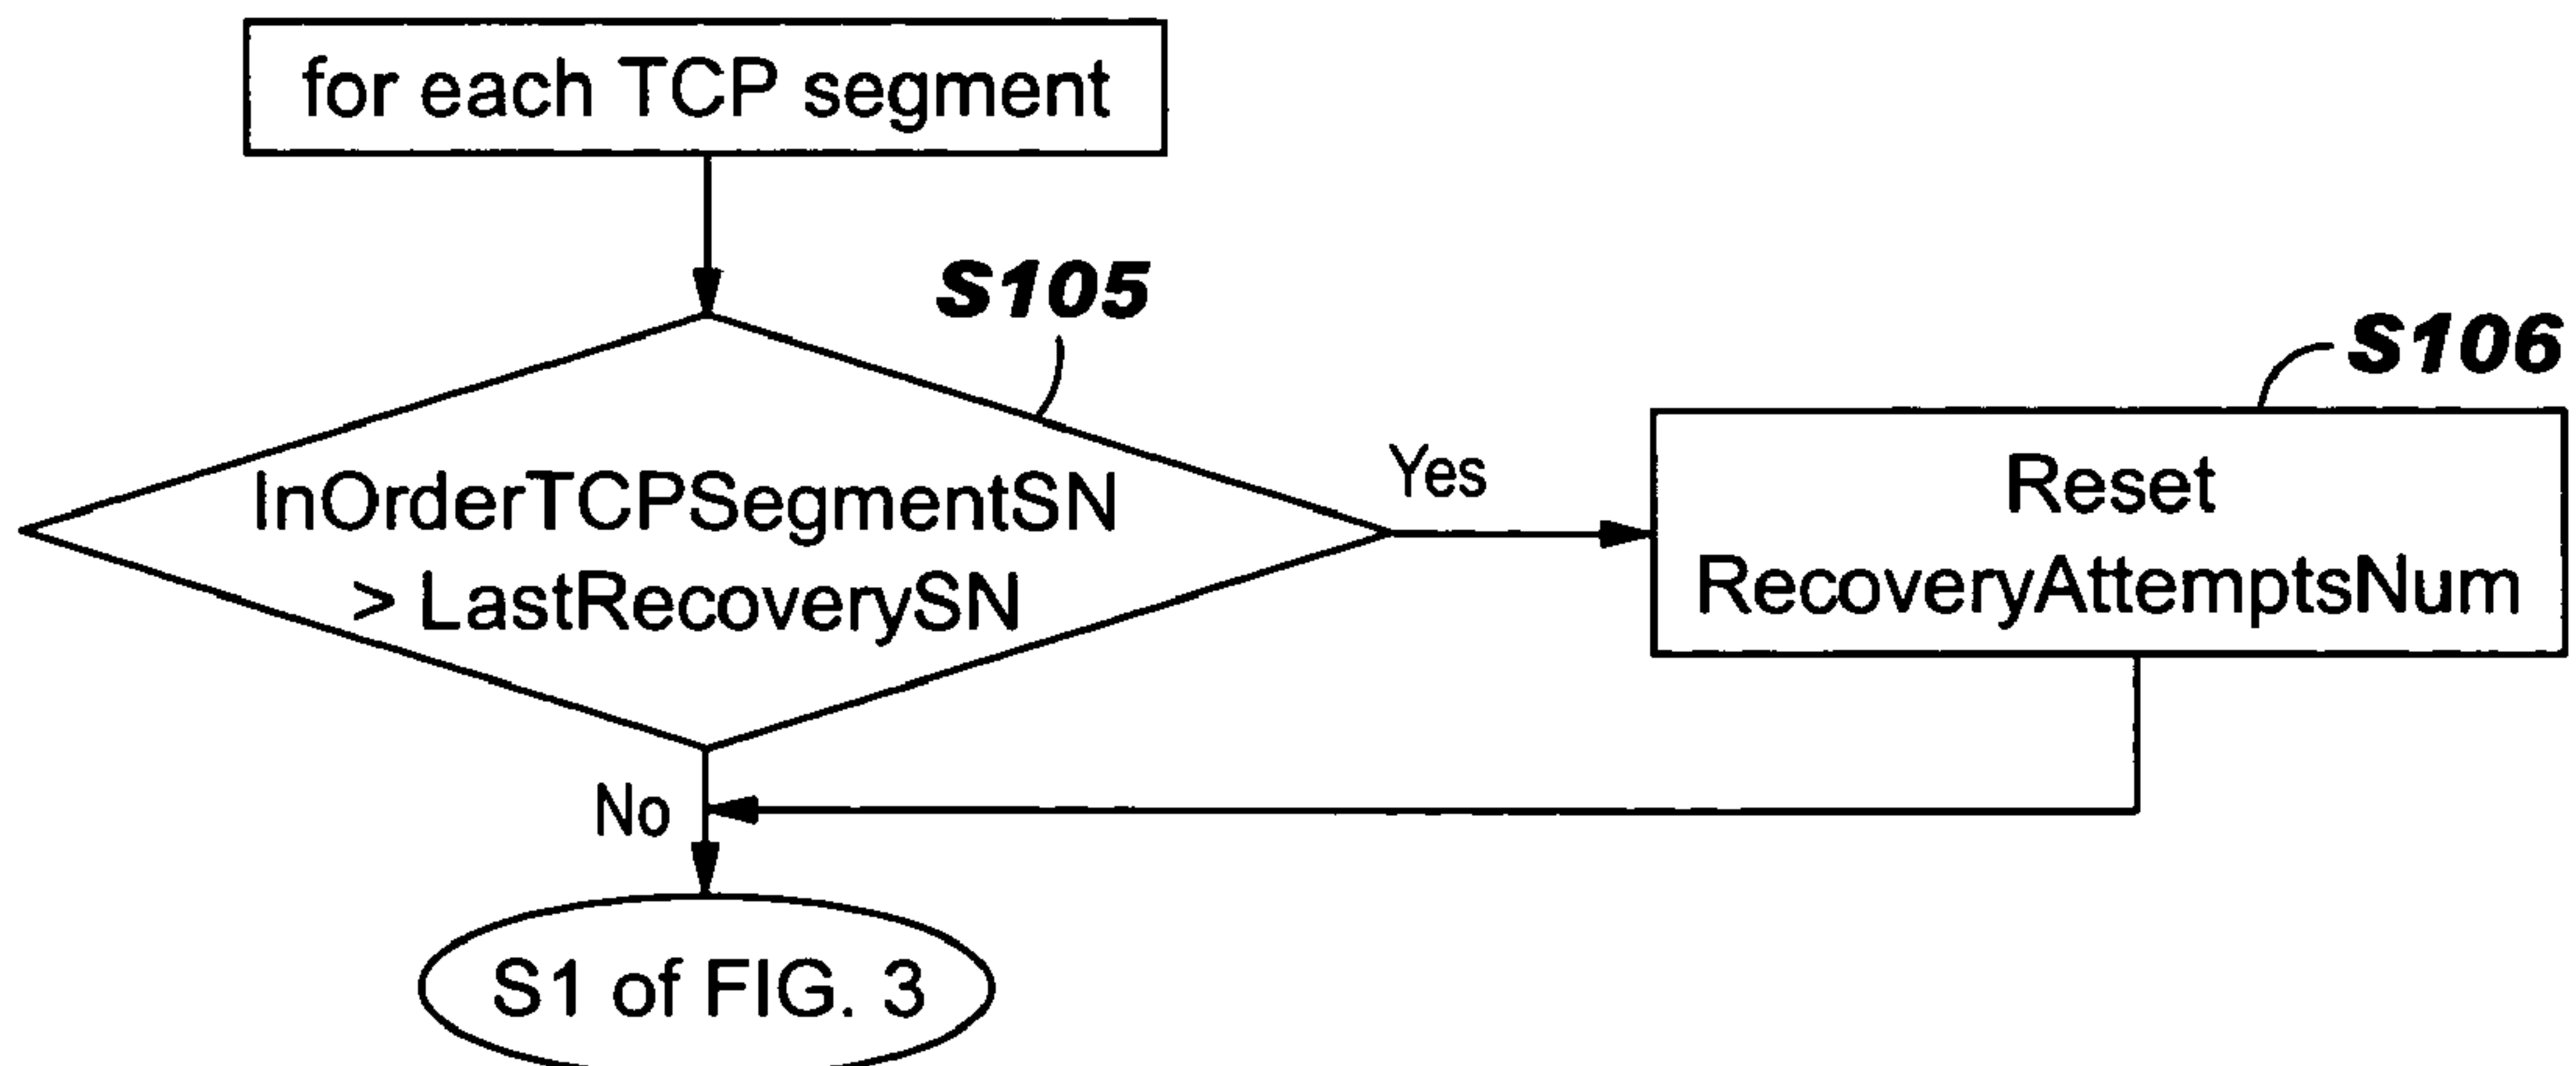 for each TCP segment
S105
S106
InOrderTCPSegmentSN
> LastRecoverySN
Yes
Reset
RecoveryAttemptsNum
No
S1 of FIG. 3